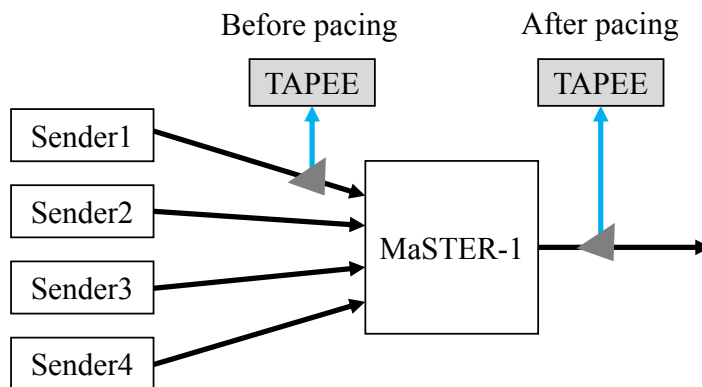 Before pacing
After pacing
TAPEE
TAPEE
Sender1
Sender2
MaSTER-1
Sender3
Sender4